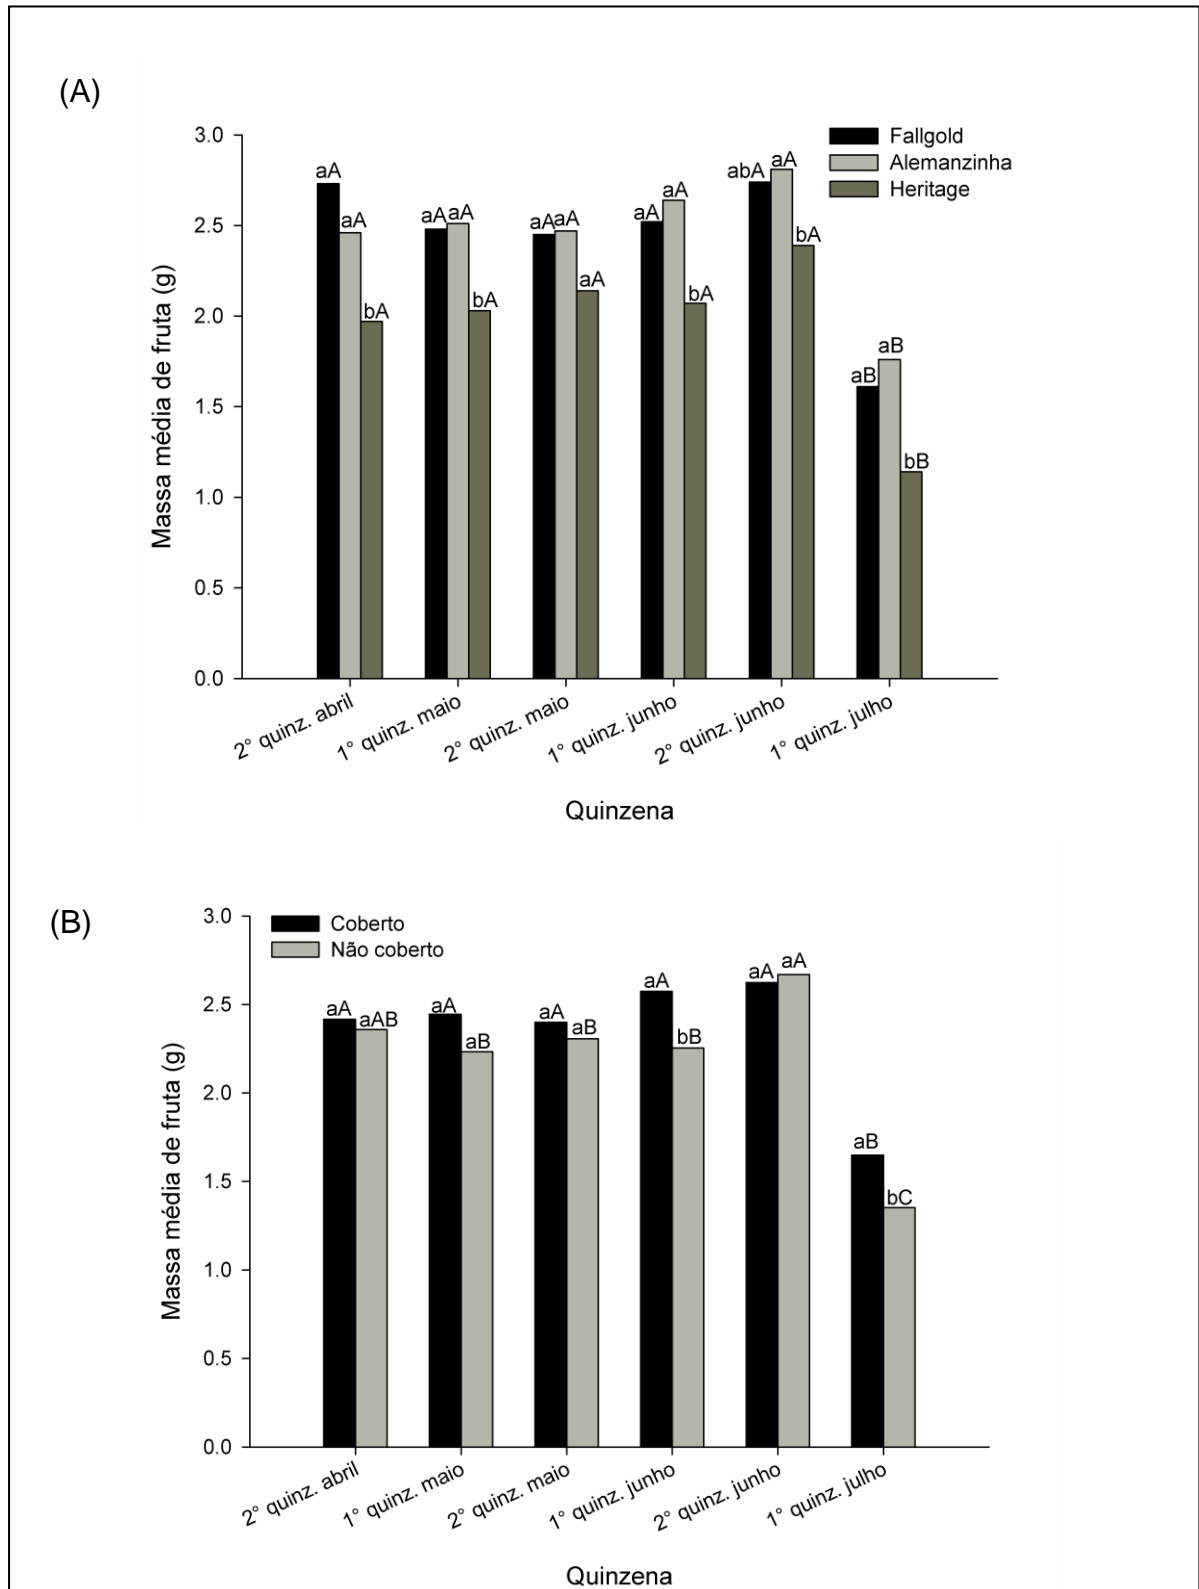 (A)
3.0
2.5
2.0
1.5
1.0
0.5
0.0
Massa média de fruta (g)
Fallgold
Alemanzinha
Heritage
aA
aA
bA
aA
aA
bA
aA
aA
aA
aA
aA
bA
abA
aA
bA
aB
aB
bB
2° quinz. abril
1° quinz. maio
2° quinz. maio
1° quinz. junho
2° quinz. junho
1° quinz. julho
Quinzena
(B)
3.0
2.5
2.0
1.5
1.0
0.5
0.0
Massa média de fruta (g)
Coberto
Não coberto
aA
aAB
aA
aB
aA
aB
aA
bB
aA
aA
aB
bC
2° quinz. abril
1° quinz. maio
2° quinz. maio
1° quinz. junho
2° quinz. junho
1° quinz. julho
Quinzena